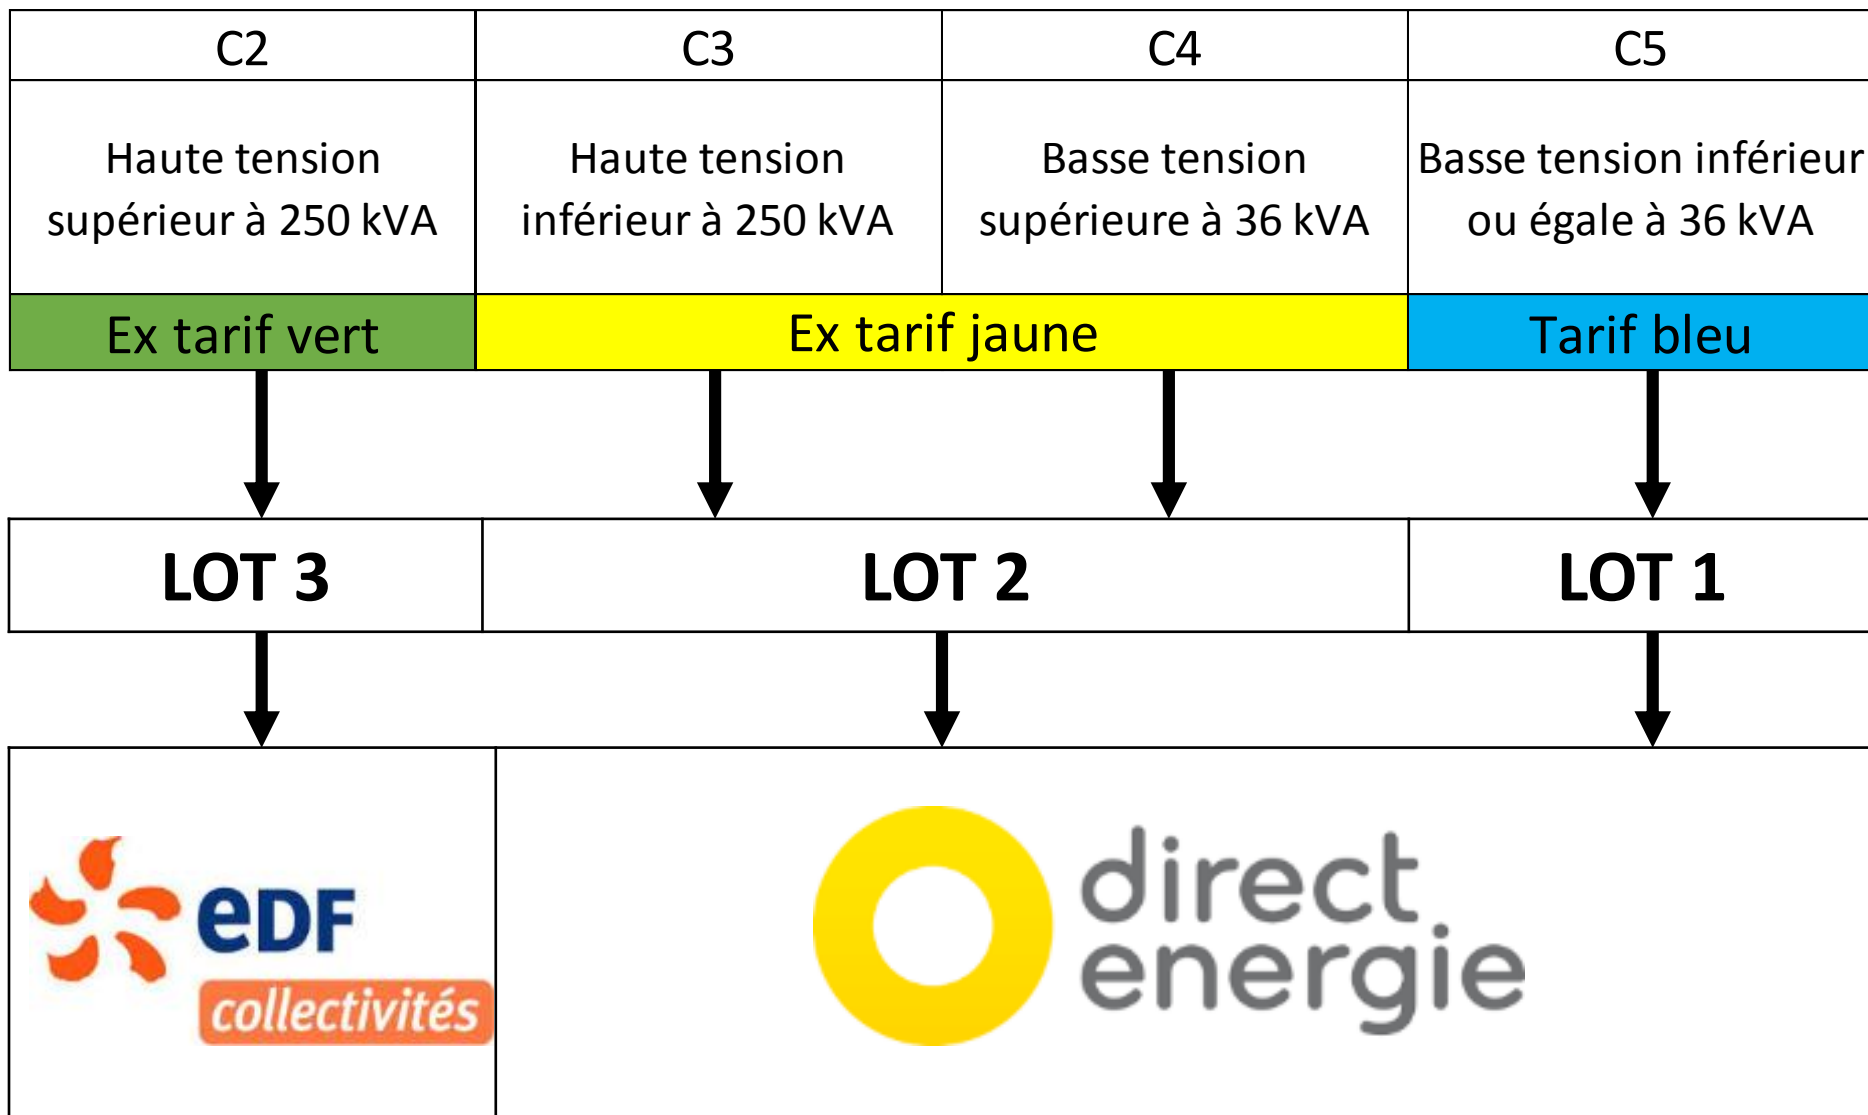 C2
C3
C4
C5
Haute tension
supérieur à 250 kVA
Haute tension
inférieur à 250 kVA
Basse tension
supérieure à 36 kVA
Basse tension inférieur
ou égale à 36 kVA
Ex tarif vert
Ex tarif jaune
Tarif bleu
LOT 3
LOT 2
LOT 1
eDF
collectivités
direct
energie